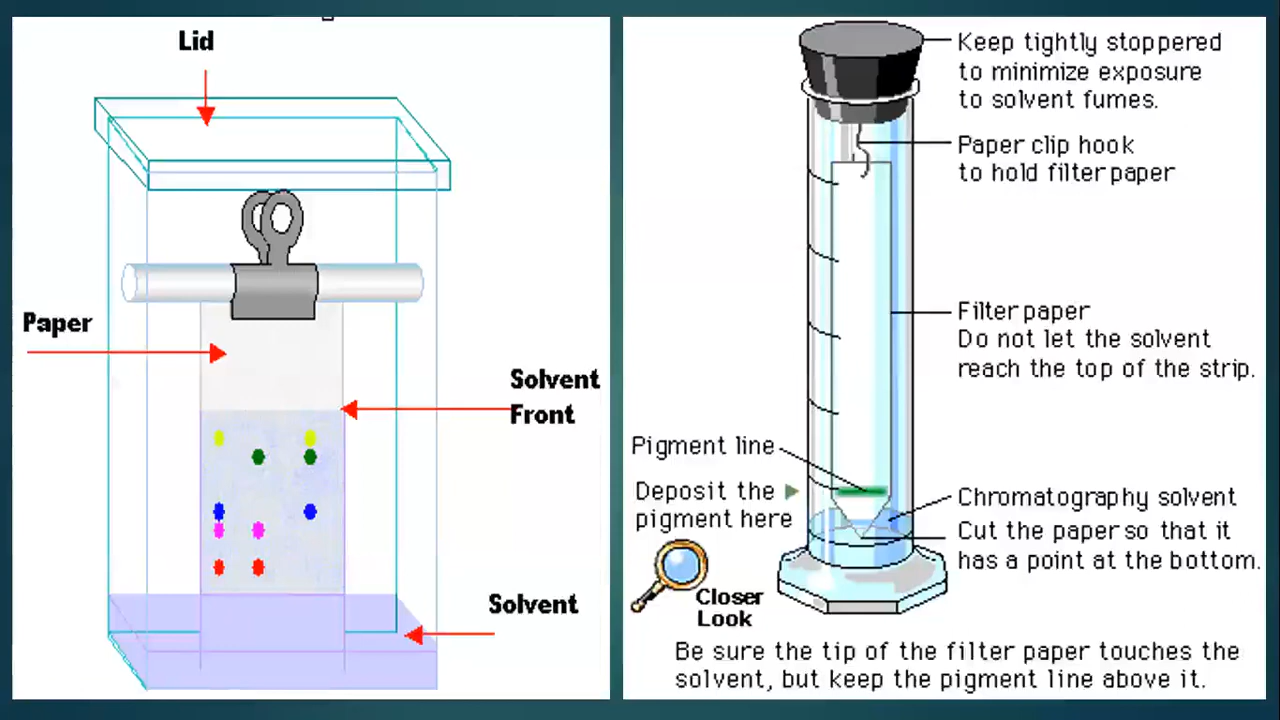 Lid
Paper
Solvent
Front
Solvent
Keep tightly stoppered
to minimize exposure
to solvent fumes.
Paper clip hook
to hold filter paper
Filter paper
Do not let the solvent
reach the top of the strip.
Pigment line
Deposit the
pigment here
Chromatography solvent
Cut the paper so that it
has a point at the bottom.
Closer
Look
Be sure the tip of the filter paper touches the
solvent, but keep the pigment line above it.